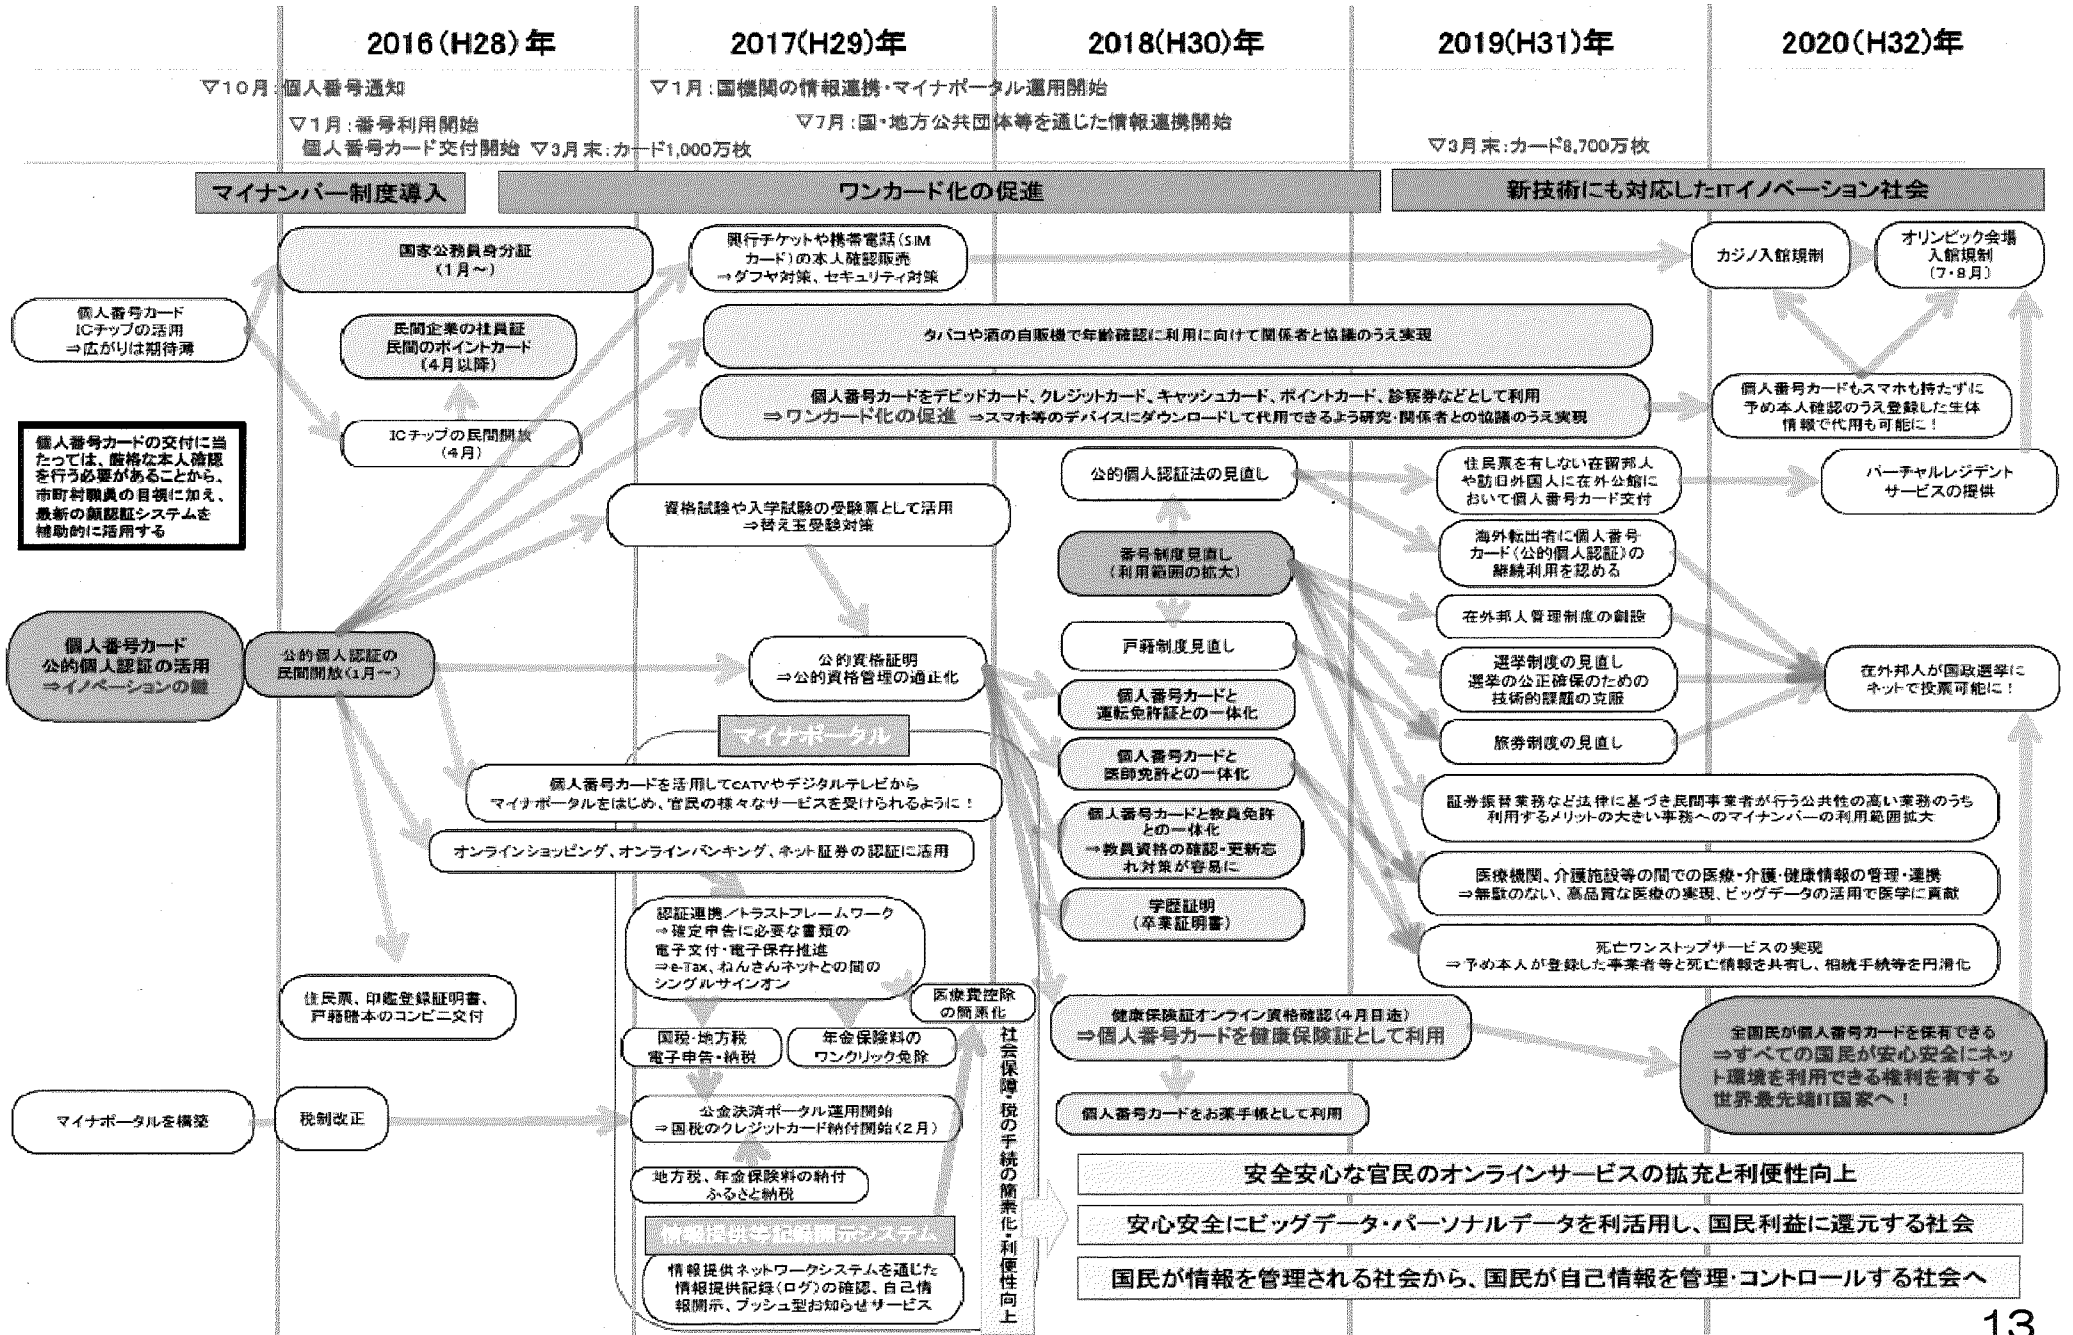 2016(H28)年
2017(H29)年
2018(H30)年
2019(H31)年
2020(H32)年
▽10月:個人番号通知
▽1月:国機関の情報連携・マイナポータル運用開始
▽1月:番号利用開始
個人番号カード交付開始
▽7月:国・地方公共団体等を通じた情報連携開始
▽3月末:カード1,000万枚
▽3月末:カード8,700万枚
マイナンバー制度導入
ワンカード化の促進
新技術にも対応したITイノベーション社会
国家公務員身分証
(1月~)
興行チケットや携帯電話(SIM
カード)の本人確認販売
⇒ダフヤ対策、セキュリティ対策
カジノ入館規制
オリンピック会場
入館規制
(7・8月)
個人番号カード
ICチップの活用
⇒広がりは期待薄
民間企業の社員証
民間のポイントカード
(4月以降)
タバコや酒の自販機で年齢確認に利用に向けて関係者と協議のうえ実現
個人番号カードをデビッドカード、クレジットカード、キャッシュカード、ポイントカード、診察券などとして利用
⇒ワンカード化の促進 ⇒スマホ等のデバイスにダウンロードして代用できるよう研究・関係者との協議のうえ実現
個人番号カードもスマホも持たずに
予め本人確認のうえ登録した生体
情報で代用も可能に!
ICチップの民間開放
(4月)
個人番号カードの交付に当
たっては、厳格な本人確認
を行う必要があることから、
市町村職員の目視に加え、
最新の顔認証システムを
補助的に活用する
公的個人認証法の見直し
住民票を有しない在留邦人
や訪日外国人に在外公館に
おいて個人番号カード交付
バーチャルレジデント
サービスの提供
資格試験や入学試験の受験票として活用
⇒替え玉受験対策
番号制度見直し
(利用範囲の拡大)
海外転出者に個人番号
カード(公的個人認証)の
継続利用を認める
在外邦人管理制度の創設
個人番号カード
公的個人認証の活用
⇒イノベーションの鍵
公的個人認証の
民間開放(1月~)
公的資格証明
⇒公的資格管理の適正化
戸籍制度見直し
選挙制度の見直し
選挙の公正確保のための
技術的課題の克服
在外邦人が国政選挙に
ネットで投票可能に!
個人番号カードと
運転免許証との一体化
旅券制度の見直し
マイナポータル
個人番号カードと
医師免許との一体化
個人番号カードを活用してCATVやデジタルテレビから
マイナポータルをはじめ、官民の様々なサービスを受けられるように!
証券振替業務など法律に基づき民間事業者が行う公共性の高い業務のうち
利用するメリットの大きい事務へのマイナンバーの利用範囲拡大
個人番号カードと教員免許
との一体化
⇒教員資格の確認・更新忘
れ対策が容易に
オンラインショッピング、オンラインバンキング、ネット証券の認証に活用
医療機関、介護施設等の間での医療・介護・健康情報の管理・連携
⇒無駄のない、高品質な医療の実現、ビッグデータの活用で医学に貢献
認証連携/トラストフレームワーク
⇒確定申告に必要な書類の
電子交付・電子保存推進
⇒e-Tax、ねんきんネットとの間の
シングルサインオン
学歴証明
(卒業証明書)
死亡ワンストップサービスの実現
⇒予め本人が登録した事業者等と死亡情報を共有し、相続手続等を円滑化
住民票、印鑑登録証明書、
戸籍謄本のコンビニ交付
医療費控除
の簡素化
健康保険証オンライン資格確認(4月目途)
⇒個人番号カードを健康保険証として利用
国税・地方税
電子申告・納税
年金保険料の
ワンクリック免除
全国民が個人番号カードを保有できる
⇒すべての国民が安心安全にネッ
ト環境を利用できる権利を有する
世界最先端IT国家へ!
マイナポータルを構築
税制改正
公金決済ポータル運用開始
⇒国税のクレジットカード納付開始(2月)
個人番号カードをお薬手帳として利用
社会保障・税の手続の簡素化・利便性向上
地方税、年金保険料の納付
ふるさと納税
情報提供等記録開示システム
情報提供ネットワークシステムを通じた
情報提供記録(ログ)の確認、自己情
報開示、プッシュ型お知らせサービス
安全安心な官民のオンラインサービスの拡充と利便性向上
安心安全にビッグデータ・パーソナルデータを利活用し、国民利益に還元する社会
国民が情報を管理される社会から、国民が自己情報を管理・コントロールする社会へ
13